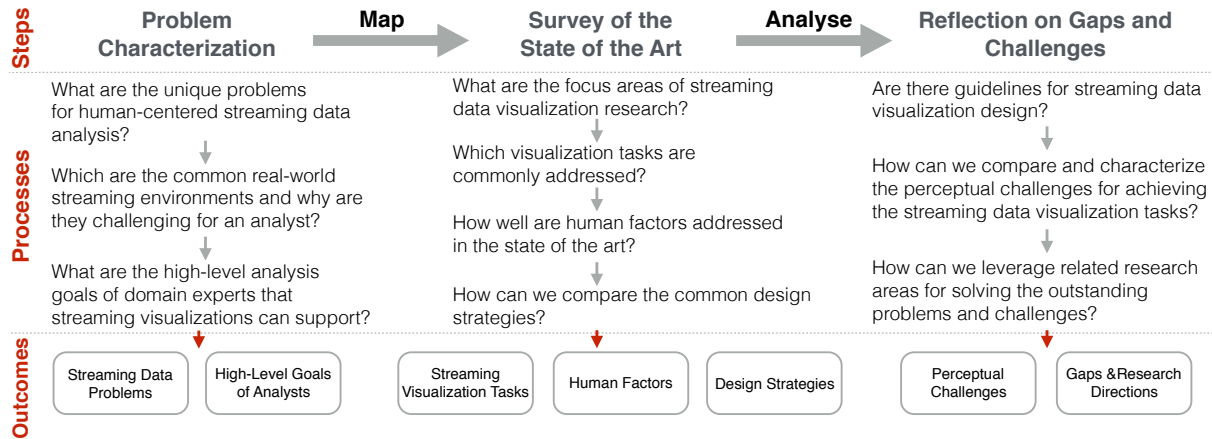 Steps
Problem
Characterization
Map
Survey of the
State of the Art
Analyse
Reflection on Gaps and
Challenges
Processes
What are the unique problems
for human-centered streaming data
analysis?
Which are the common real-world
streaming environments and why are
they challenging for an analyst?
What are the high-level analysis
goals of domain experts that
streaming visualizations can support?
What are the focus areas of streaming
data visualization research?
Which visualization tasks are
commonly addressed?
How well are human factors addressed
in the state of the art?
How can we compare the common design
strategies?
Are there guidelines for streaming data
visualization design?
How can we compare and characterize
the perceptual challenges for achieving
the streaming data visualization tasks?
How can we leverage related research
areas for solving the outstanding
problems and challenges?
Outcomes
Streaming Data
Problems
High-Level Goals
of Analysts
Streaming
Visualization Tasks
Human Factors
Design Strategies
Perceptual
Challenges
Gaps &Research
Directions